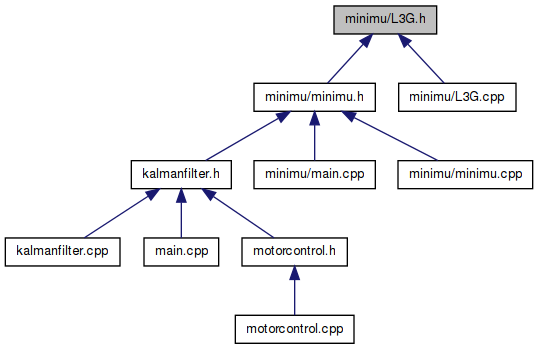 minimu/L3G.h
minimu/minimu.h
minimu/L3G.cpp
kalmanfilter.h
minimu/main.cpp
minimu/minimu.cpp
kalmanfilter.cpp
main.cpp
motorcontrol.h
motorcontrol.cpp